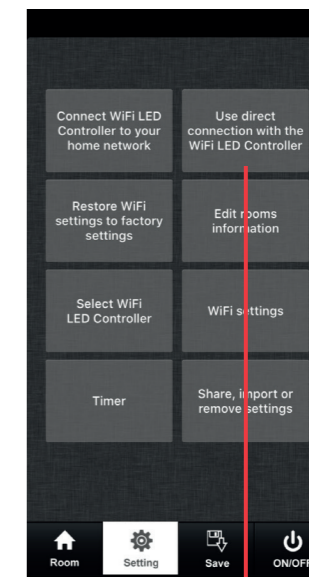 Connect WiFi LED
Controller to your
home network
Use direct
connection with the
WiFi LED Controller
Restore WiFi
settings to factory
settings
Edit rooms
information
Select WiFi
LED Controller
WiFi settings
Timer
Share, import or
remove settings
Room
Setting
Save
ON/OF